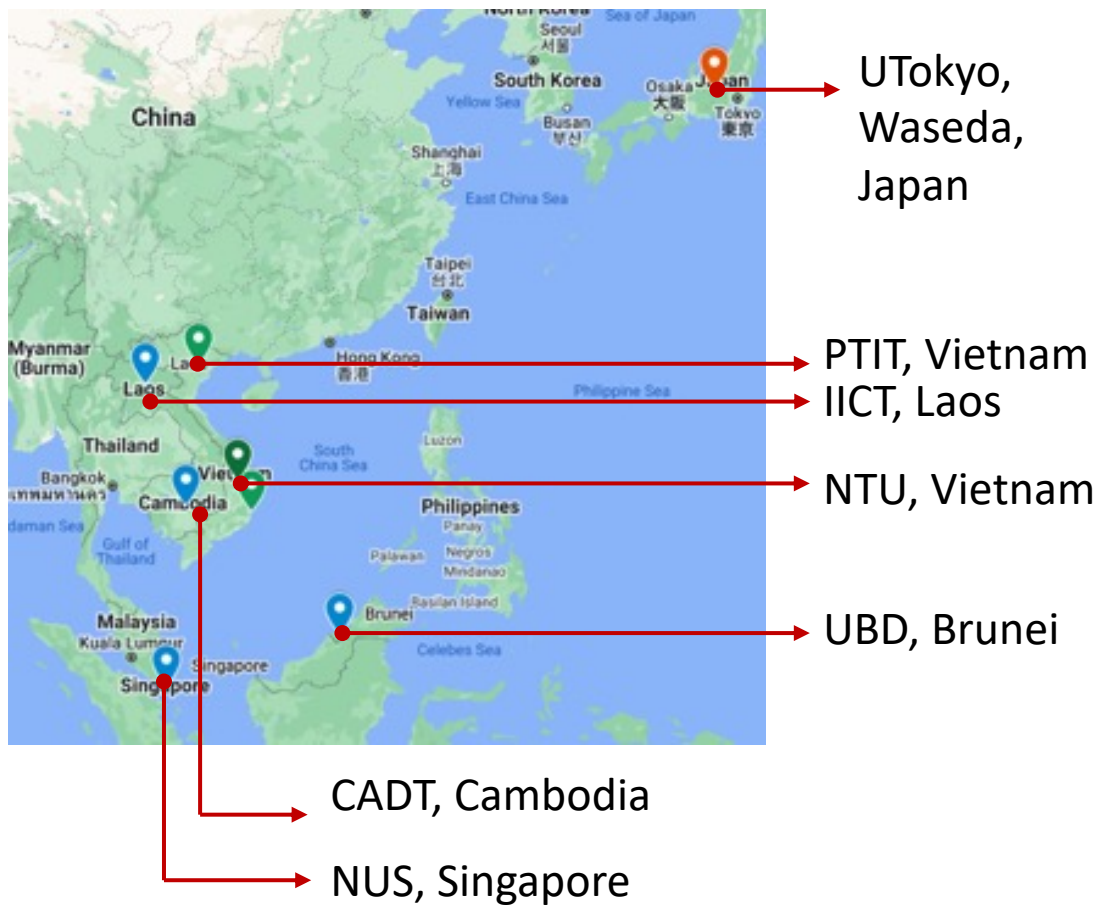 North Korea
Sea of Japan
Seoul
서울
South Korea
Osaka
大阪
Japan
Tokyo
東京
Yellow Sea
Busan
부산
China
Shanghai
上海
East China Sea
Taipei
台北
Taiwan
Myanmar
(Burma)
Laos
Hong Kong
香港
Philippine Sea
Thailand
Luzon
South
China Sea
Vietnam
Bangkok
Cambodia
Philippines
Panay
daman Sea
Gulf of
Thailand
Palawan
Negros
Mindanao
Basilan Island
Brunei
Malaysia
Kuala Lumpur
Celebes Sea
Singapore
Singapore
UTokyo,
Waseda,
Japan
PTIT, Vietnam
IICT, Laos
NTU, Vietnam
UBD, Brunei
CADT, Cambodia
NUS, Singapore